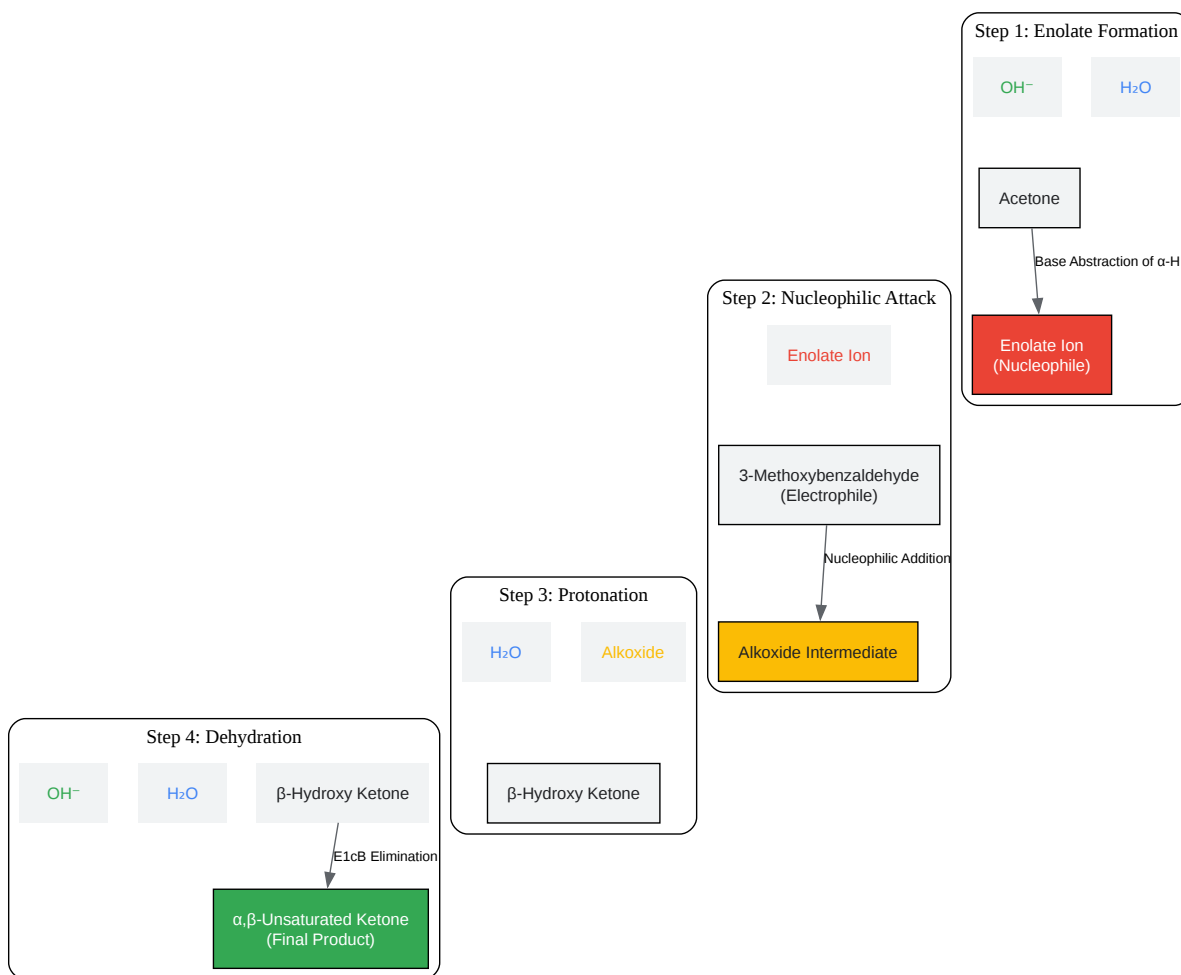 Step 1: Enolate Formation
OH⁻
H₂O
Acetone
Base Abstraction of α-H
Enolate Ion
(Nucleophile)
Step 2: Nucleophilic Attack
Enolate Ion
3-Methoxybenzaldehyde
(Electrophile)
Nucleophilic Addition
Alkoxide Intermediate
Step 3: Protonation
H₂O
Alkoxide
β-Hydroxy Ketone
Step 4: Dehydration
OH⁻
H₂O
β-Hydroxy Ketone
E1cB Elimination
α,β-Unsaturated Ketone
(Final Product)